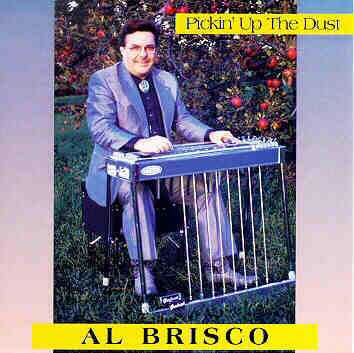 Pickin' Up The Dust
AL BRISCO